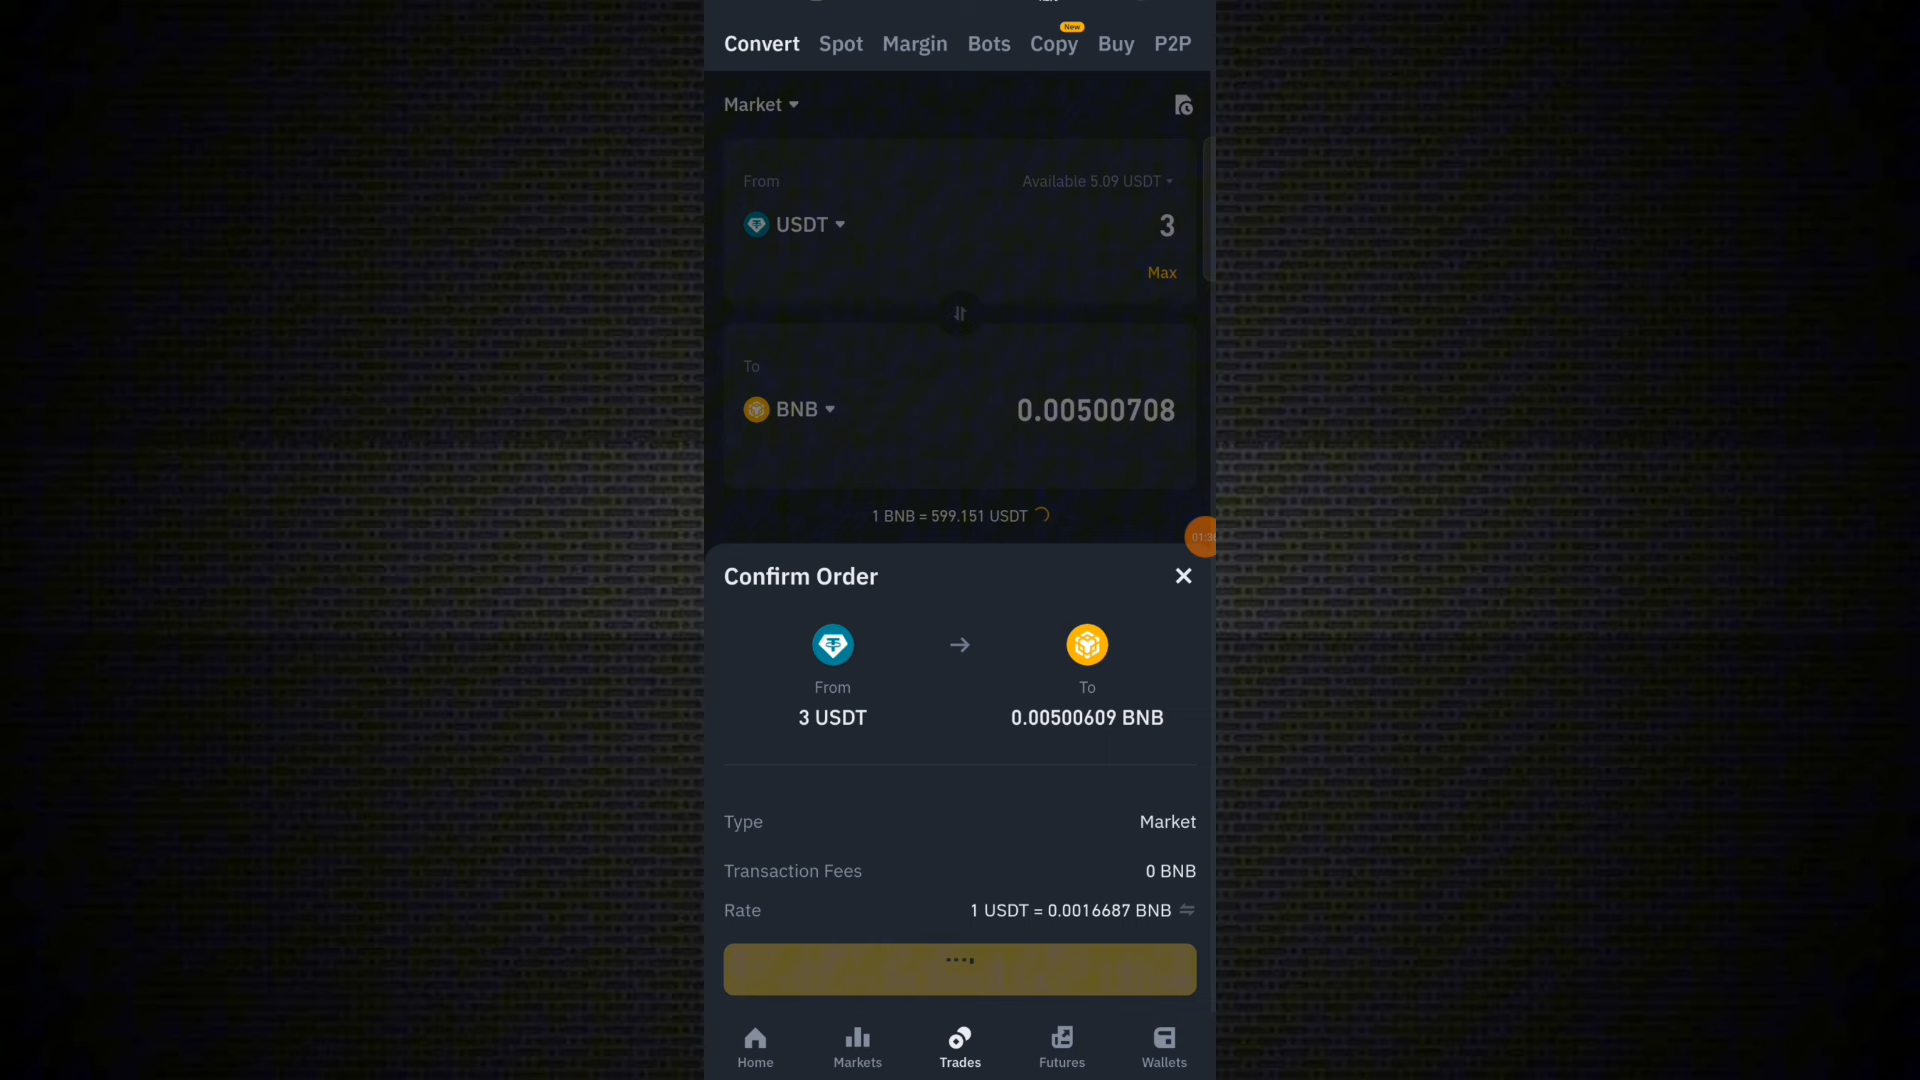 New
Convert Spot Margin Bots Copy Buy P2P
Market
From Available 5.09 USDT
USDT 3
Max
To
BNB 0.00500708
1 BNB = 599.151 USDT
Confirm Order
From To
3 USDT 0.00500609 BNB
Type Market
Transaction Fees 0 BNB
Rate 1 USDT = 0.0016687 BNB
Home Markets Trades Futures Wallets